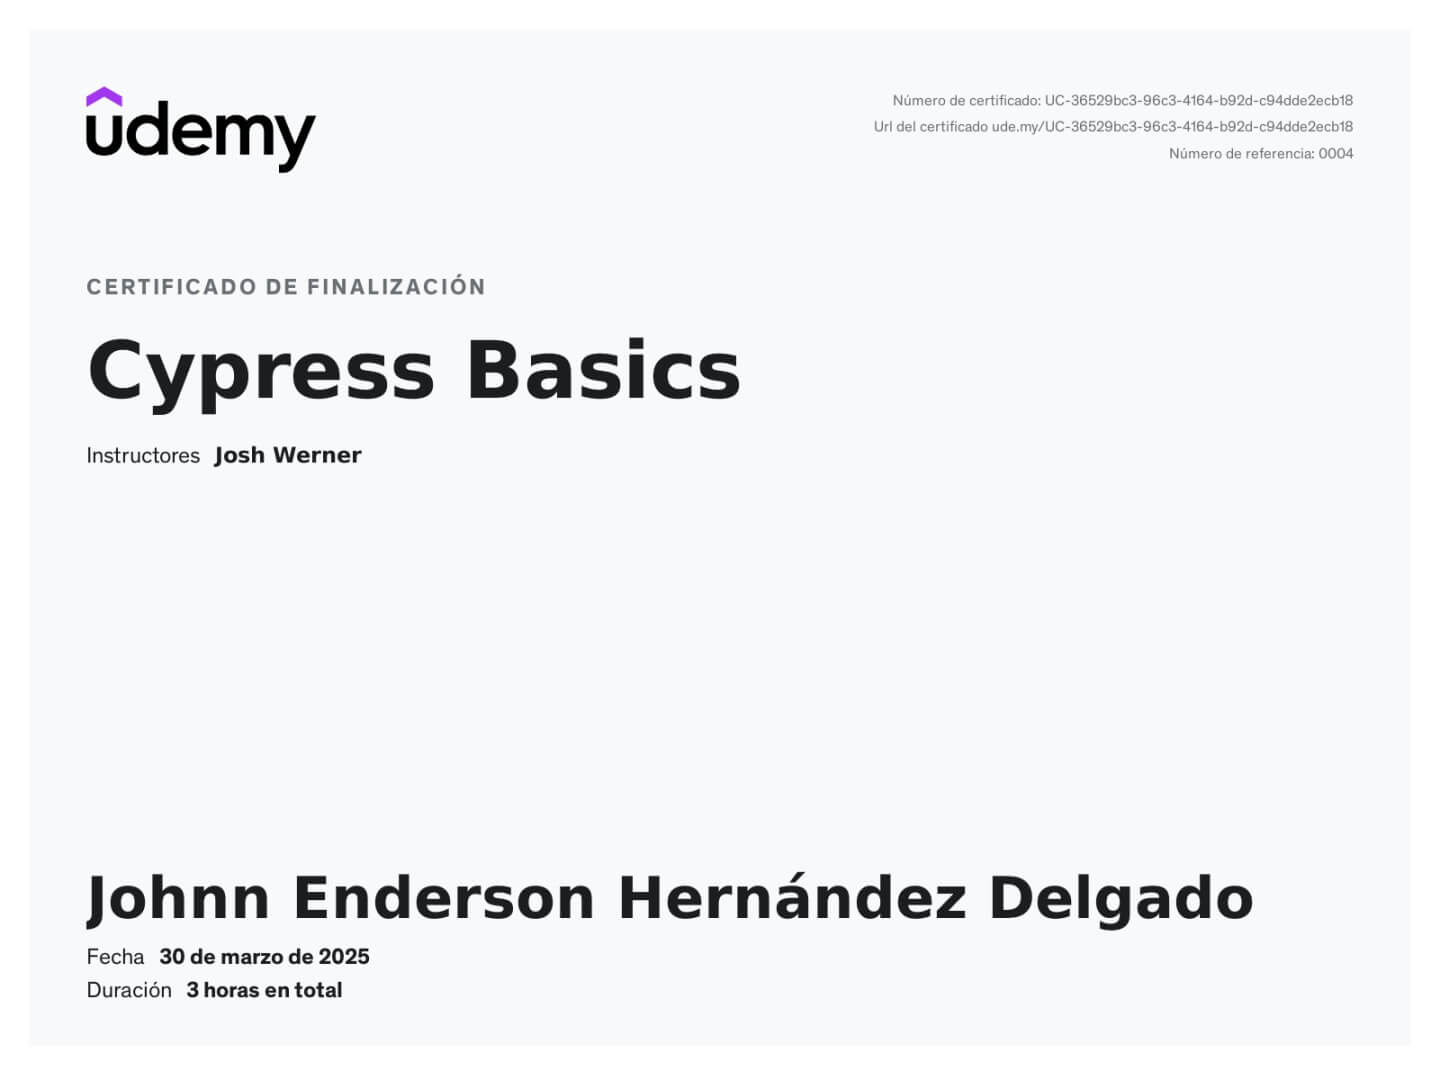 udemy
Número de certificado: UC-36529bc3-96c3-4164-b92d-c94dde2ecb18
Url del certificado ude.my/UC-36529bc3-96c3-4164-b92d-c94dde2ecb18
Número de referencia: 0004
CERTIFICADO DE FINALIZACIÓN
Cypress Basics
Instructores Josh Werner
Johnn Enderson Hernández Delgado
Fecha 30 de marzo de 2025
Duración 3 horas en total